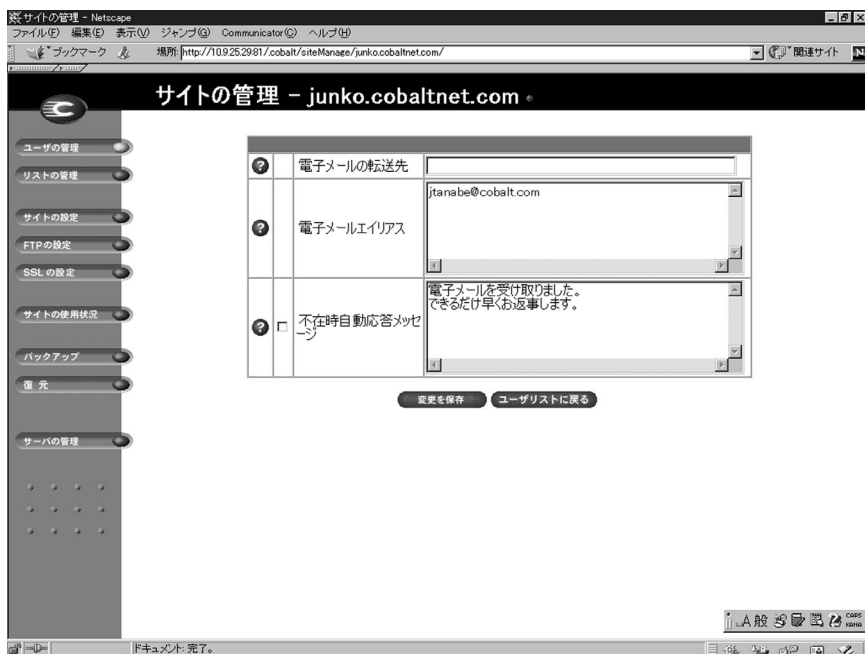 サイトの管理 - Netscape
ファイル(F) 編集(E) 表示(V) ジャンプ(G) Communicator(C) ヘルプ(H)
ブックマーク 場所: http://10.9.25.29:81/.cobalt/siteManage/junko.cobaltnet.com/ 関連サイト N
サイトの管理 - junko.cobaltnet.com
ユーザの管理
リストの管理
サイトの設定
FTPの設定
SSLの設定
サイトの使用状況
バックアップ
復元
サーバの管理
電子メールの転送先
電子メールエイリアス
jtanabe@cobalt.com
不在時自動応答メッセ
ージ
電子メールを受け取りました。
できるだけ早くお返事します。
変更を保存 ユーザリストに戻る
A 般 CAPS
KANA
ドキュメント: 完了。